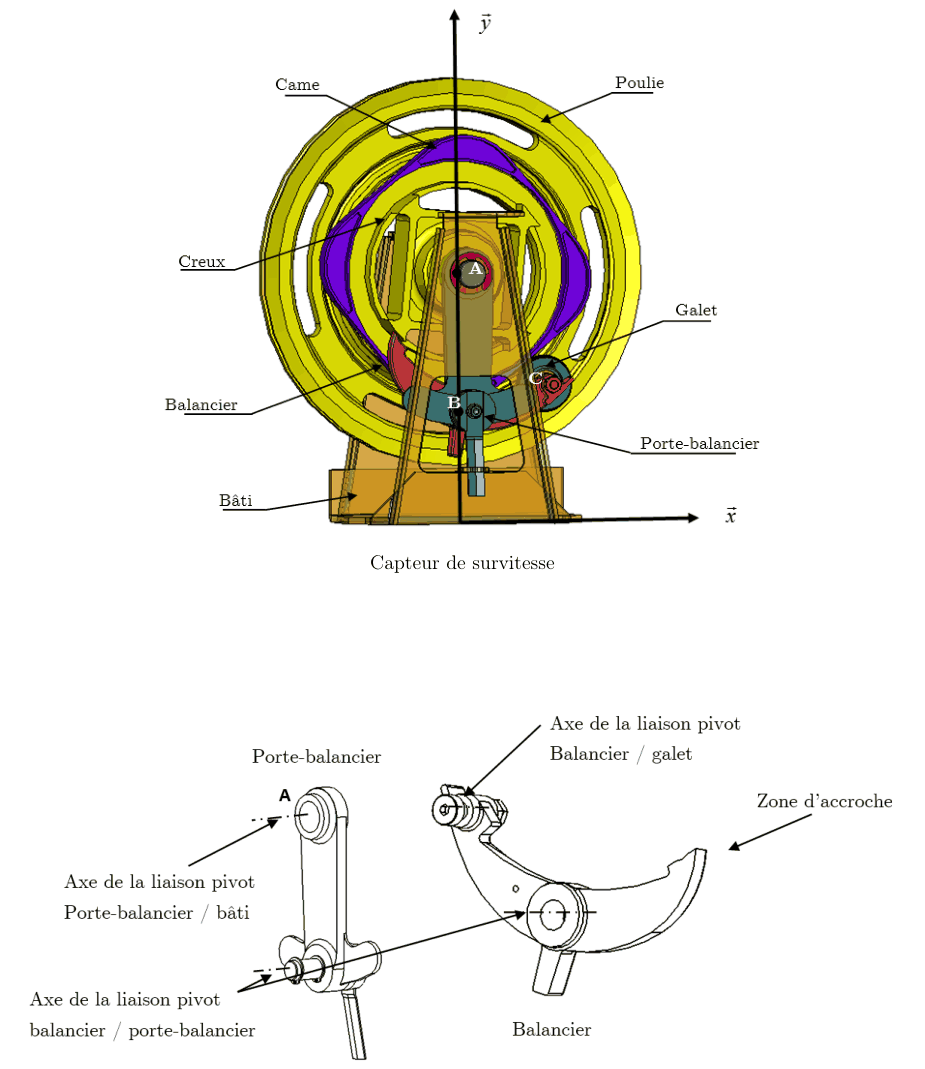 y⃗
Came
Poulie
Creux
A
Galet
C
Balancier
B
Porte-balancier
Bâti
x⃗
Capteur de survitesse
Axe de la liaison pivot
Balancier / galet
Porte-balancier
A
Zone d'accroche
Axe de la liaison pivot
Porte-balancier / bâti
Axe de la liaison pivot
balancier / porte-balancier
Balancier